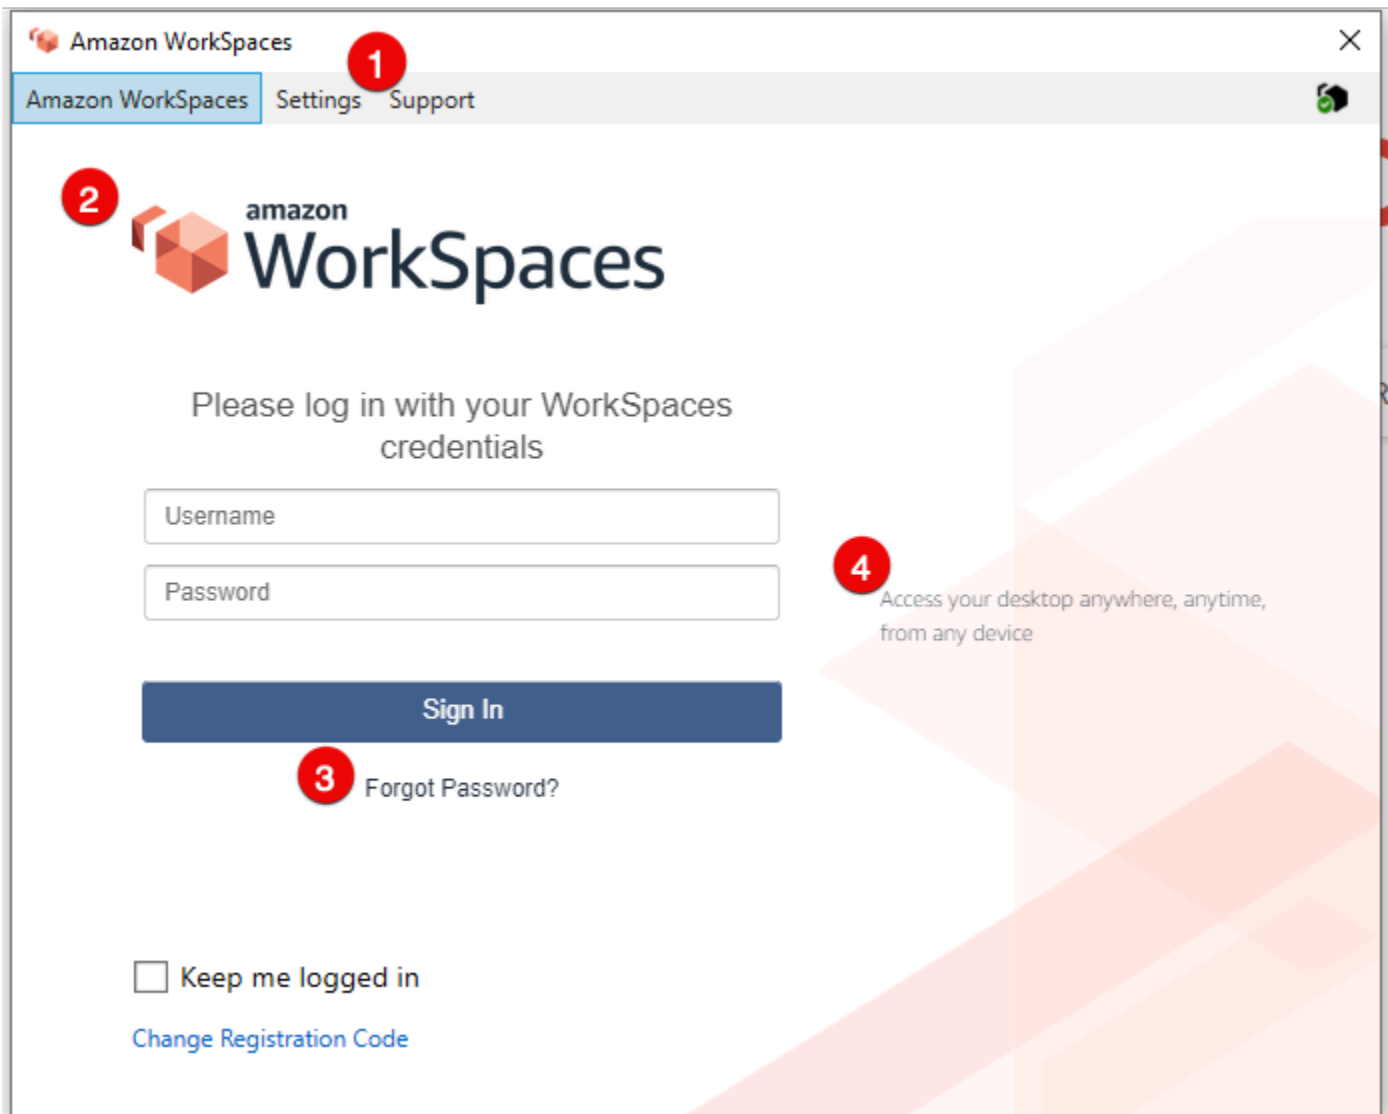 Amazon WorkSpaces
1
Amazon WorkSpaces Settings Support
2
amazon
WorkSpaces
Please log in with your WorkSpaces
credentials
Username
Password
4
Access your desktop anywhere, anytime,
from any device
Sign In
3
Forgot Password?
Keep me logged in
Change Registration Code